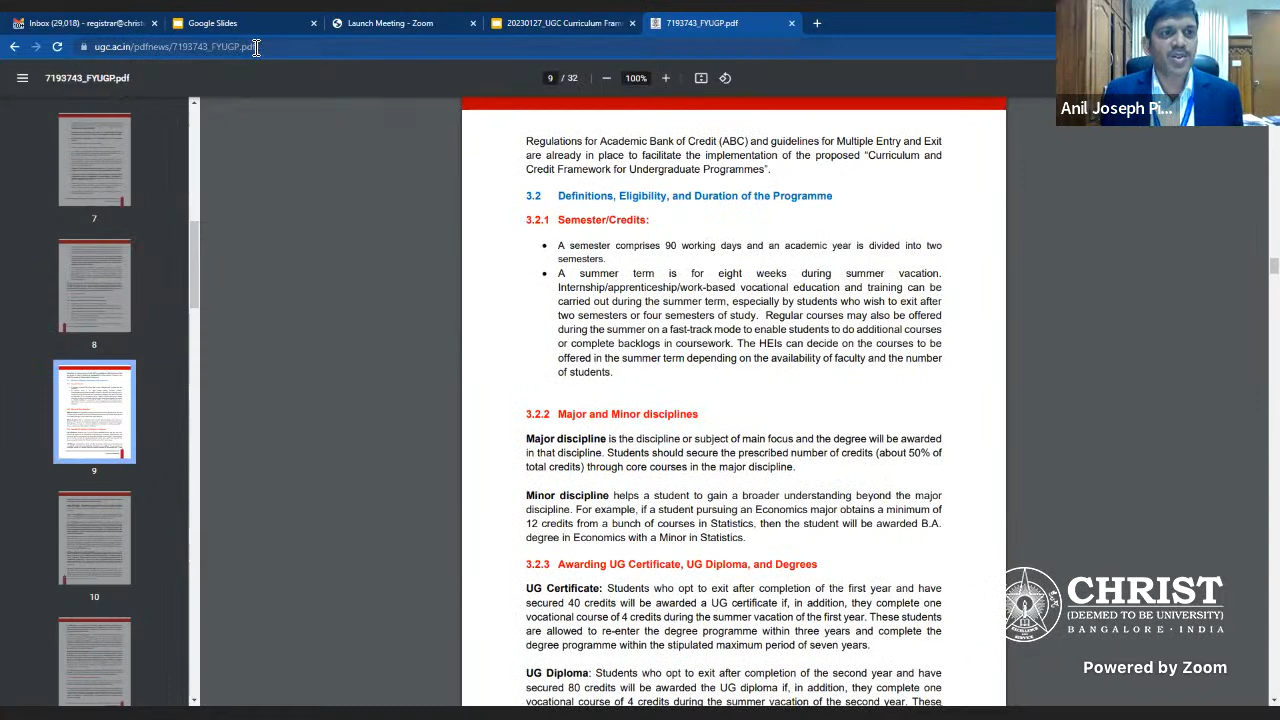 Inbox (29,018) - registrar@christ
Google Slides
Launch Meeting - Zoom
20230127_UGC Curriculum Fram
7193743_FYUGP.pdf
ugc.ac.in/pdfnews/7193743_FYUGP.pdf
7193743_FYUGP.pdf
9 / 32
100%
7
8
9
10
Regulations for Academic Bank of Credit (ABC) and guidelines for Multiple Entry and Exit
are already in place to facilitate the implementation of the proposed “Curriculum and
Credit Framework for Undergraduate Programmes”.
3.2 Definitions, Eligibility, and Duration of the Programme
3.2.1 Semester/Credits:
• A semester comprises 90 working days and an academic year is divided into two
semesters.
• A summer term is for eight weeks during summer vacation.
Internship/apprenticeship/work-based vocational education and training can be
carried out during the summer term, especially by students who wish to exit after
two semesters or four semesters of study. Regular courses may also be offered
during the summer on a fast-track mode to enable students to do additional courses
or complete backlogs in coursework. The HEIs can decide on the courses to be
offered in the summer term depending on the availability of faculty and the number
of students.
3.2.2 Major and Minor disciplines
Major discipline is the discipline or subject of main focus and the degree will be awarded
in that discipline. Students should secure the prescribed number of credits (about 50% of
total credits) through core courses in the major discipline.
Minor discipline helps a student to gain a broader understanding beyond the major
discipline. For example, if a student pursuing an Economics major obtains a minimum of
12 credits from a bunch of courses in Statistics, then the student will be awarded B.A.
degree in Economics with a Minor in Statistics.
3.2.3 Awarding UG Certificate, UG Diploma, and Degrees
UG Certificate: Students who opt to exit after completion of the first year and have
secured 40 credits will be awarded a UG certificate if, in addition, they complete one
vocational course of 4 credits during the summer vacation of the first year. These students
are allowed to re-enter the degree programme within three years and complete the
degree programme within the stipulated maximum period of seven years.
UG Diploma: Students who opt to exit after completion of the second year and have
secured 80 credits will be awarded the UG diploma if, in addition, they complete one
vocational course of 4 credits during the summer vacation of the second year. These
Anil Joseph Pi...
CHRIST
(DEEMED TO BE UNIVERSITY)
BANGALORE · INDIA
Powered by Zoom